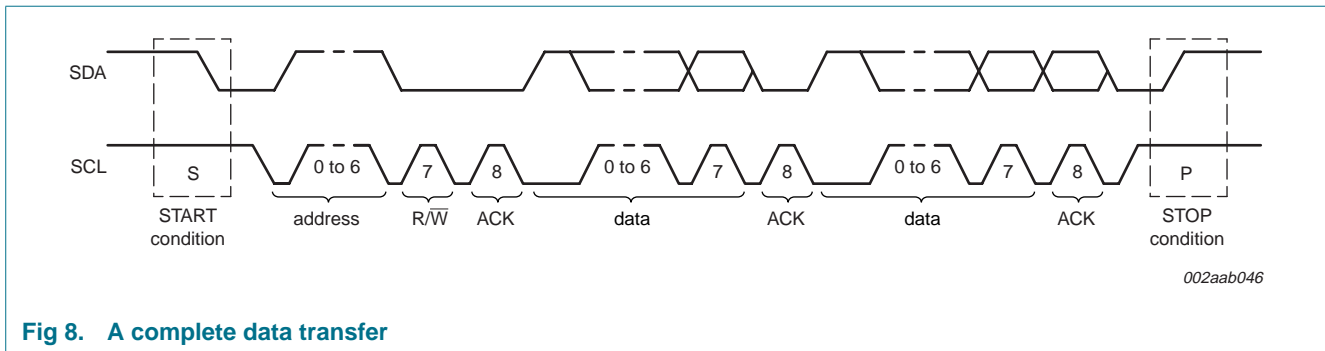 SDA
SCL
S
0 to 6
7
8
0 to 6
7
8
0 to 6
7
8
P
START
condition
address
R/W̅
ACK
data
ACK
data
ACK
STOP
condition
002aab046
Fig 8. A complete data transfer